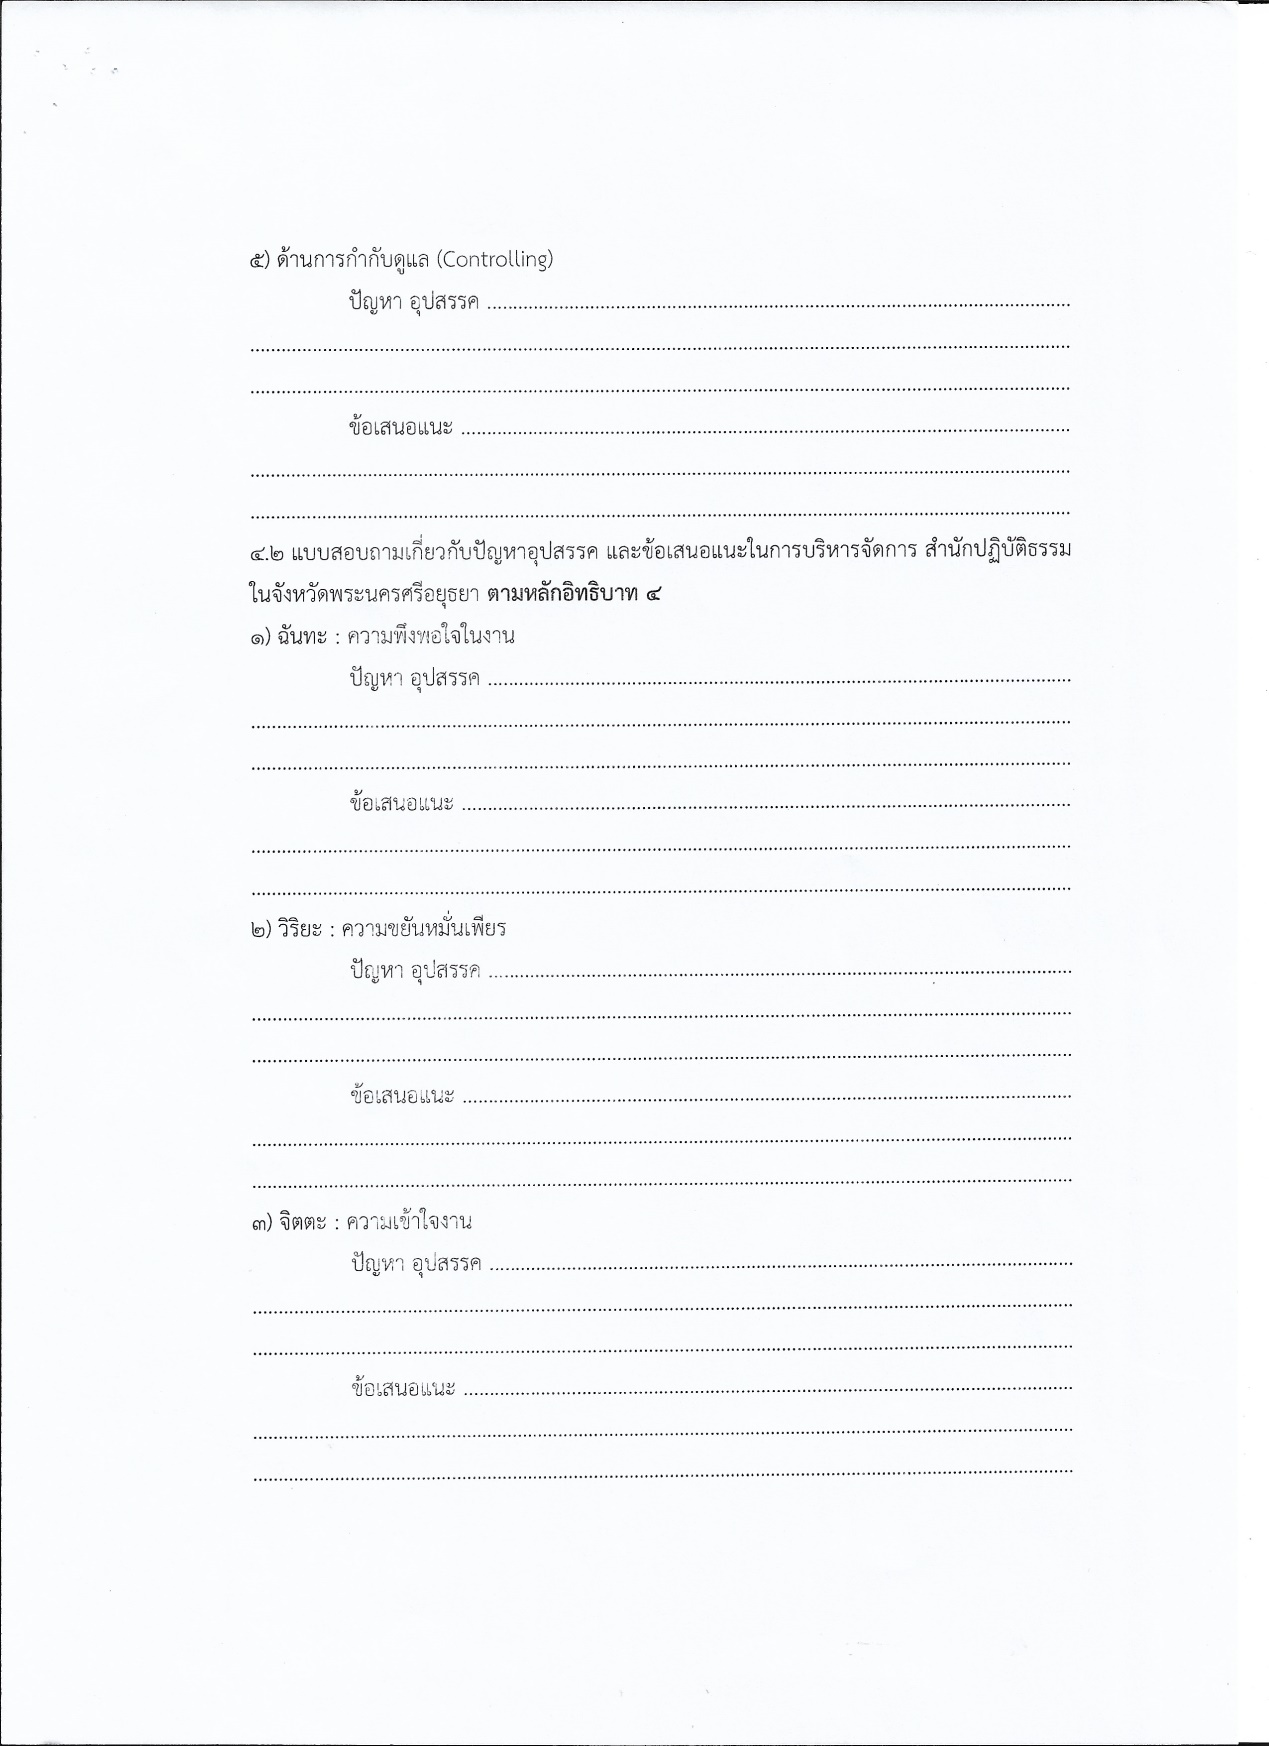 ๕) ด้านการกำกับดูแล (Controlling)
ปัญหา อุปสรรค ........................................................................................................................
........................................................................................................................
........................................................................................................................
ข้อเสนอแนะ ........................................................................................................................
........................................................................................................................
........................................................................................................................
๔.๒ แบบสอบถามเกี่ยวกับปัญหาอุปสรรค และข้อเสนอแนะในการบริหารจัดการ สำนักปฏิบัติธรรม
ในจังหวัดพระนครศรีอยุธยา ตามหลักอิทธิบาท ๔
๑) ฉันทะ : ความพึงพอใจในงาน
ปัญหา อุปสรรค ........................................................................................................................
........................................................................................................................
........................................................................................................................
ข้อเสนอแนะ ........................................................................................................................
........................................................................................................................
........................................................................................................................
๒) วิริยะ : ความขยันหมั่นเพียร
ปัญหา อุปสรรค ........................................................................................................................
........................................................................................................................
........................................................................................................................
ข้อเสนอแนะ ........................................................................................................................
........................................................................................................................
........................................................................................................................
๓) จิตตะ : ความเข้าใจงาน
ปัญหา อุปสรรค ........................................................................................................................
........................................................................................................................
........................................................................................................................
ข้อเสนอแนะ ........................................................................................................................
........................................................................................................................
........................................................................................................................